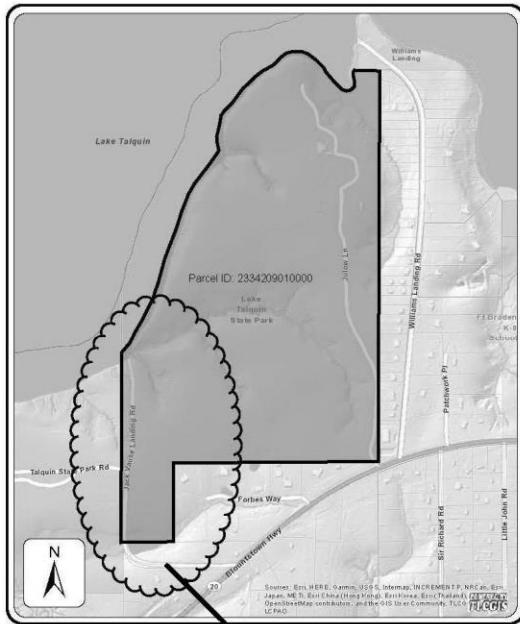 Williams
Landing
Lake Talquin
Parcel ID: 2334209010000
Lake
Talquin
State Park
Julow Ln
Williams Landing Rd
Ft Braden
K-8
School
Patchwork Pl
Jack Vause Landing Rd
Talquin State Park Rd
Forbes Way
Blountstown Hwy
20
Sir Richard Rd
Little John Rd
N
Sources: Esri, HERE, Garmin, USGS, Intermap, INCREMENT P, NRCan, Esri
Japan, METI, Esri China (Hong Kong), Esri Korea, Esri (Thailand),
OpenStreetMap contributors, and the GIS User Community, TLCG
LCPAO.
TLCGIS